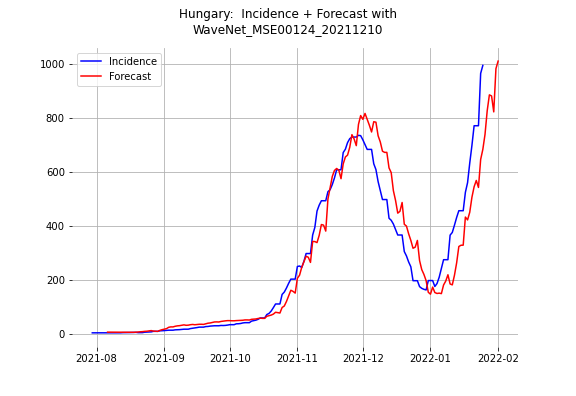 Hungary:  Incidence + Forecast with
WaveNet_MSE00124_20211210
Incidence
Forecast
1000
800
600
400
200
0
2021-08 2021-09 2021-10 2021-11 2021-12 2022-01 2022-02